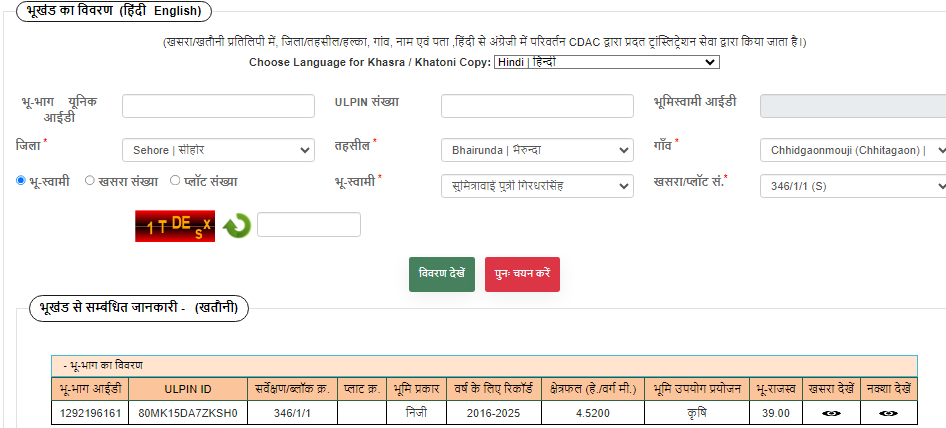 भूखंड का विवरण (हिंदी English)
(खसरा/खतौनी प्रतिलिपी में, जिला/तहसील/हल्का, गांव, नाम एवं पता ,हिंदी से अंग्रेजी में परिवर्तन CDAC द्वारा प्रदत ट्रांस्लिट्रेशन सेवा द्वारा किया जाता है।)
Choose Language for Khasra / Khatoni Copy: Hindi | हिन्दी
भू-भाग यूनिक आईडी ULPIN संख्या भूमिस्वामी आईडी
जिला * Sehore | सीहोर तहसील * Bhairunda | भैरुन्दा गाँव * Chhidgaonmouji (Chhitagaon) |
भू-स्वामी खसरा संख्या प्लॉट संख्या भू-स्वामी * सुमित्राबाई पुत्री गिरधरसिंह खसरा/प्लॉट सं.* 346/1/1 (S)
1 T D E S X
विवरण देखें पुनः चयन करें
भूखंड से सम्बंधित जानकारी - (खतौनी)
- भू-भाग का विवरण
भू-भाग आईडी ULPIN ID सर्वेक्षण/ब्लॉक क्र. प्लाट क्र. भूमि प्रकार वर्ष के लिए रिकॉर्ड क्षेत्रफल (हे./वर्ग मी.) भूमि उपयोग प्रयोजन भू-राजस्व खसरा देखें नक्शा देखें
1292196161 80MK15DA7ZKSH0 346/1/1 निजी 2016-2025 4.5200 कृषि 39.00